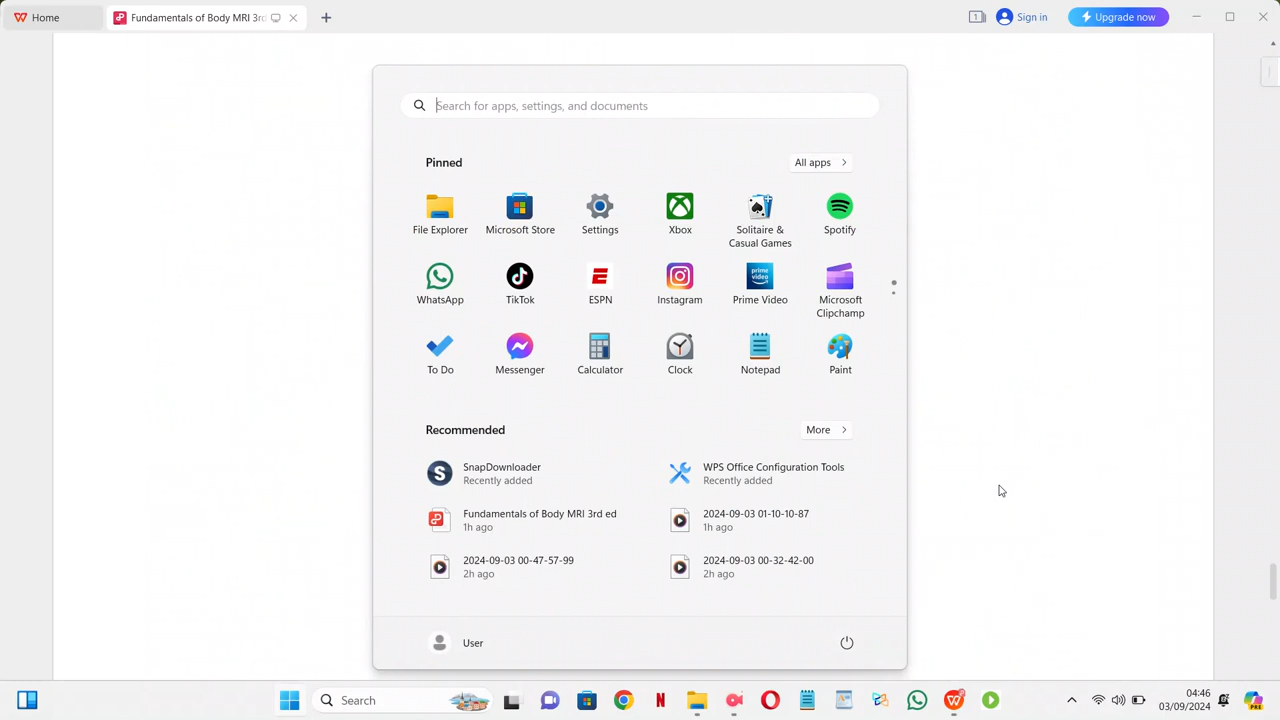 Home
Fundamentals of Body MRI 3rd
1
Sign in
Upgrade now
Search for apps, settings, and documents
Pinned
All apps
File Explorer
Microsoft Store
Settings
Xbox
Solitaire &
Casual Games
Spotify
WhatsApp
TikTok
ESPN
Instagram
Prime Video
Microsoft
Clipchamp
To Do
Messenger
Calculator
Clock
Notepad
Paint
Recommended
More
SnapDownloader
Recently added
WPS Office Configuration Tools
Recently added
Fundamentals of Body MRI 3rd ed
1h ago
2024-09-03 01-10-10-87
1h ago
2024-09-03 00-47-57-99
2h ago
2024-09-03 00-32-42-00
2h ago
User
Search
04:46
03/09/2024